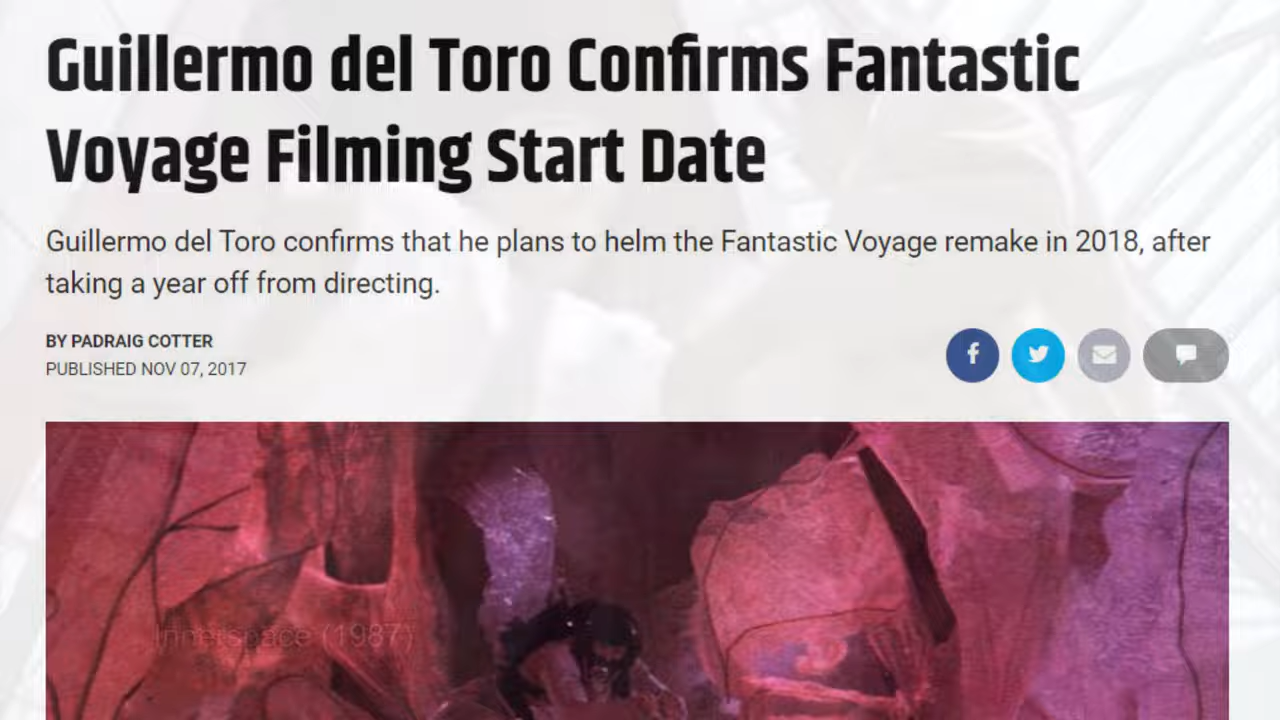 Guillermo del Toro Confirms Fantastic
Voyage Filming Start Date
Guillermo del Toro confirms that he plans to helm the Fantastic Voyage remake in 2018, after
taking a year off from directing.
BY PADRAIG COTTER
PUBLISHED NOV 07, 2017
Innerspace (1987)